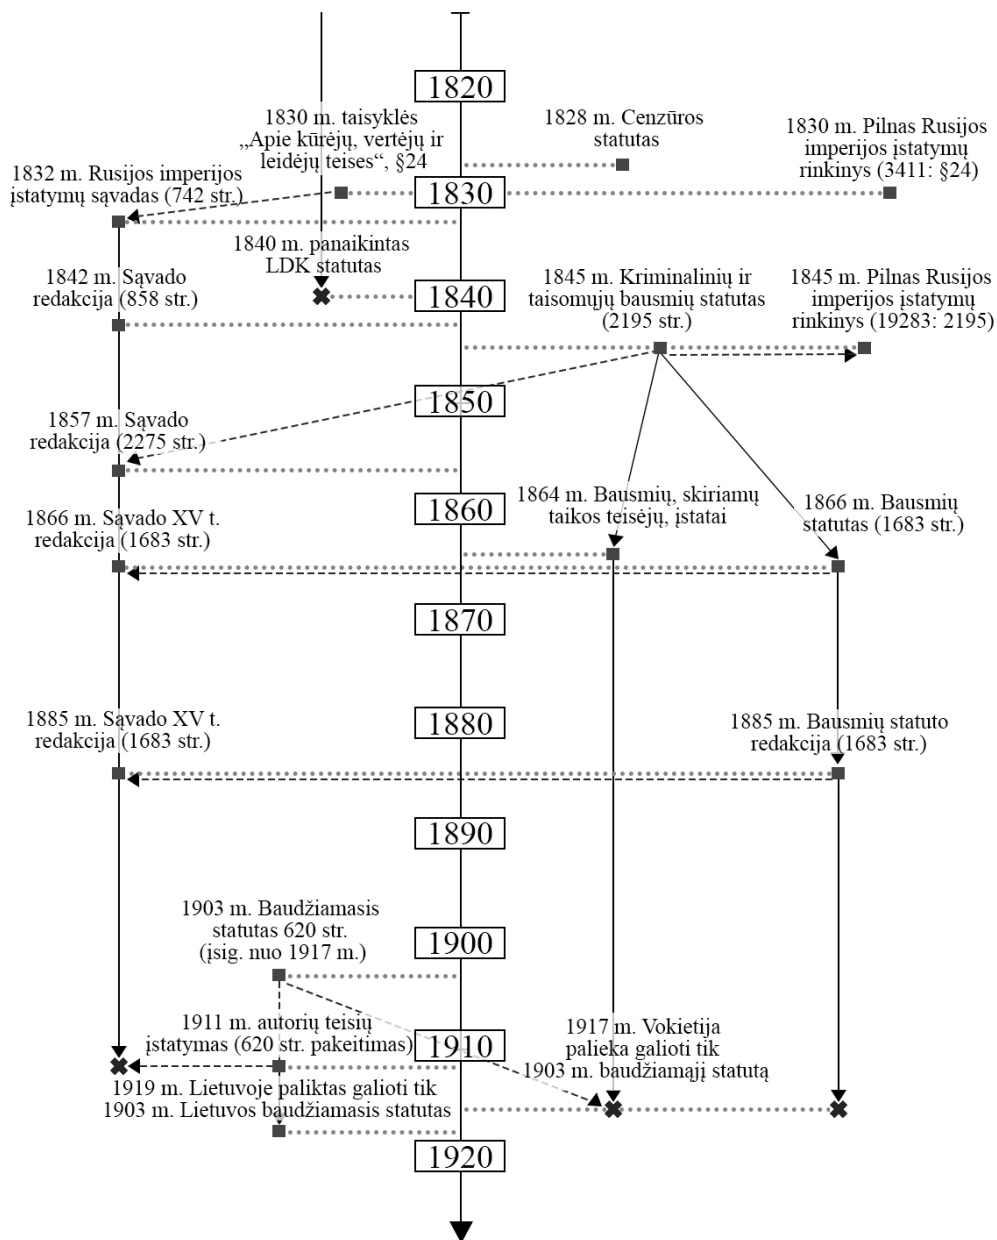 1820
1830 m. taisyklės
„Apie kūrėjų, vertėjų ir
leidėjų teises“, §24
1828 m. Cenzūros
statutas
1830 m. Pilnas Rusijos
imperijos įstatymų
rinkinys (3411: §24)
1832 m. Rusijos imperijos
įstatymų sąvadas (742 str.)
1830
1840 m. panaikintas
LDK statutas
1842 m. Sąvado
redakcija (858 str.)
1840
1845 m. Kriminalinių ir
taisomųjų bausmių statutas
(2195 str.)
1845 m. Pilnas Rusijos
imperijos įstatymų
rinkinys (19283: 2195)
1850
1857 m. Sąvado
redakcija (2275 str.)
1860
1864 m. Bausmių, skiriamų
taikos teisėjų, įstatai
1866 m. Bausmių
statutas (1683 str.)
1866 m. Sąvado XV t.
redakcija (1683 str.)
1870
1885 m. Sąvado XV t.
redakcija (1683 str.)
1880
1885 m. Bausmių statuto
redakcija (1683 str.)
1890
1903 m. Baudžiamasis
statutas 620 str.
(įsig. nuo 1917 m.)
1900
1911 m. autorių teisių
įstatymas (620 str. pakeitimas)
1910
1917 m. Vokietija
palieka galioti tik
1903 m. baudžiamąjį statutą
1919 m. Lietuvoje paliktas galioti tik
1903 m. Lietuvos baudžiamasis statutas
1920